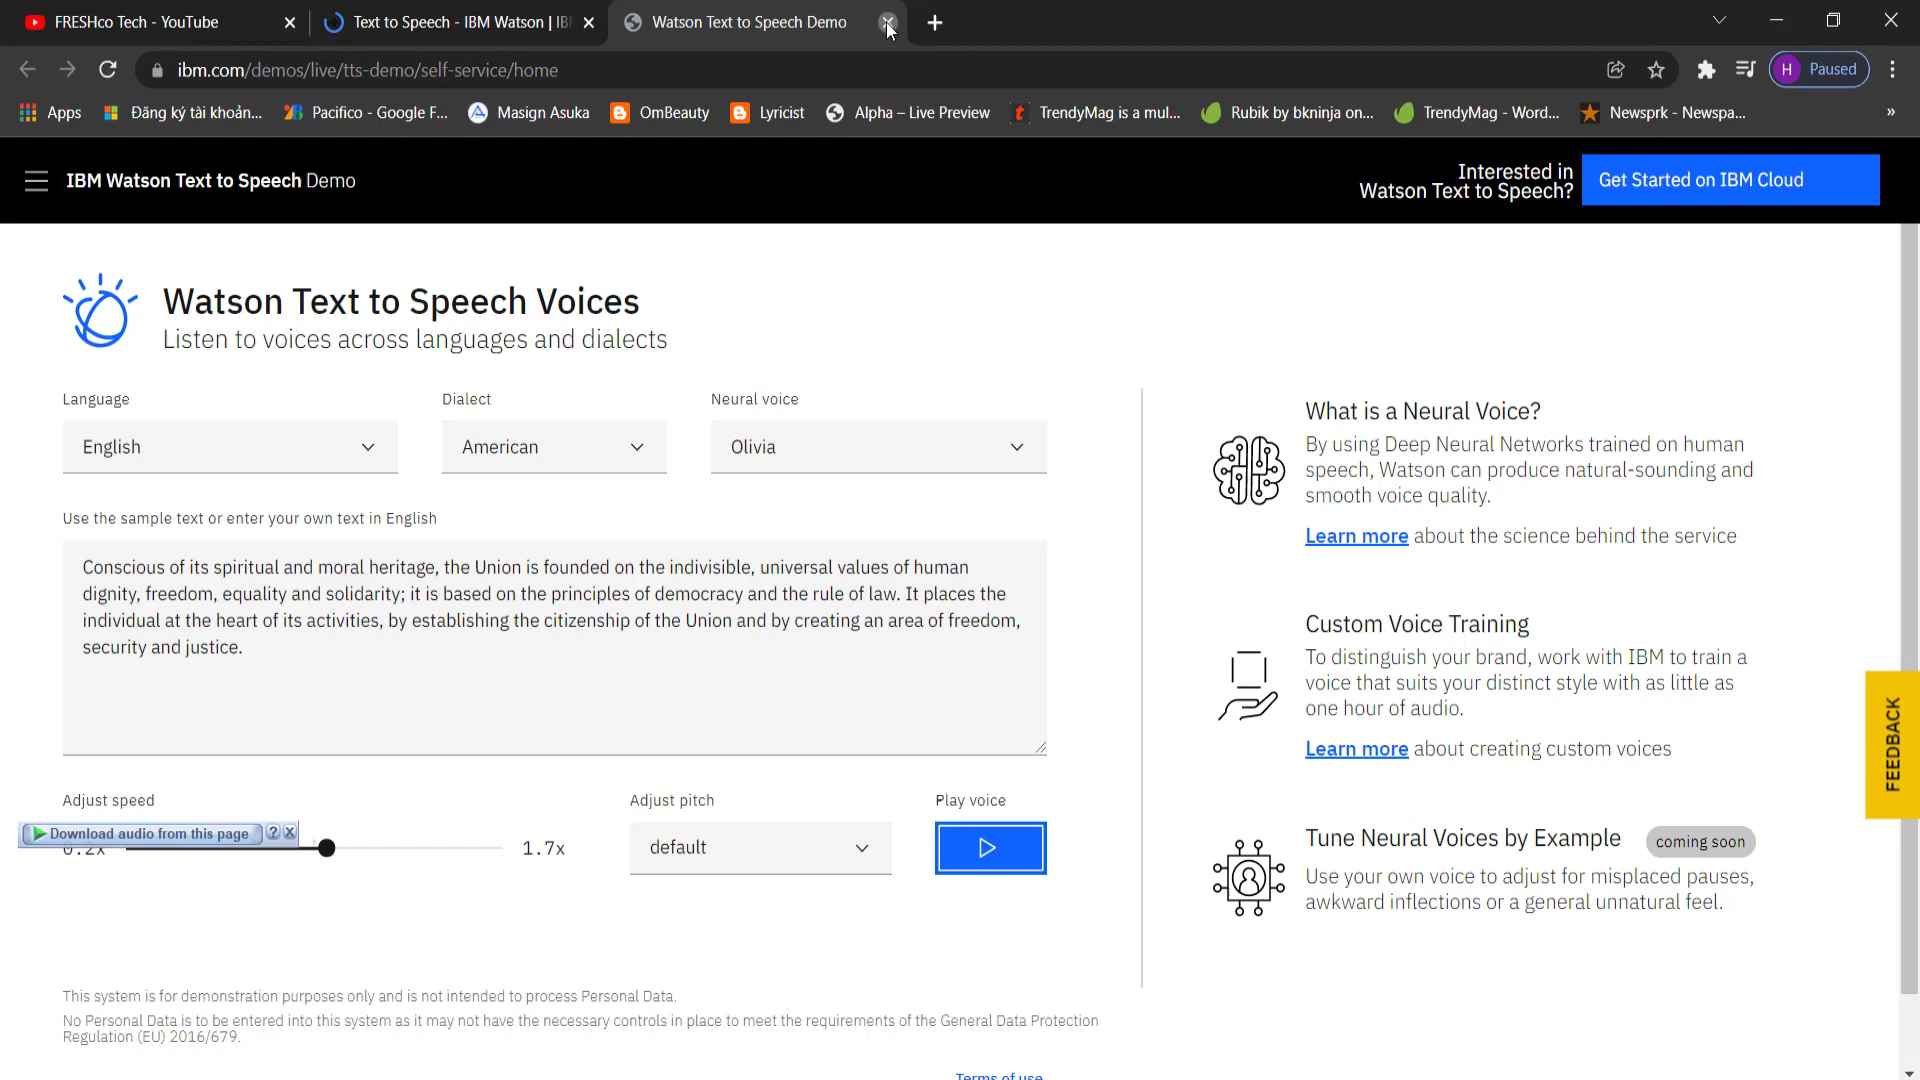 FRESHco Tech - YouTube
Text to Speech - IBM Watson | IB
Watson Text to Speech Demo
ibm.com/demos/live/tts-demo/self-service/home
H Paused
Apps
Đăng ký tài khoản...
Pacifico - Google F...
Masign Asuka
OmBeauty
Lyricist
Alpha – Live Preview
TrendyMag is a mul...
Rubik by bkninja on...
TrendyMag - Word...
Newsprk - Newspa...
»
IBM Watson Text to Speech Demo
Interested in
Watson Text to Speech?
Get Started on IBM Cloud
Watson Text to Speech Voices
Listen to voices across languages and dialects
Language
Dialect
Neural voice
English
American
Olivia
Use the sample text or enter your own text in English
Conscious of its spiritual and moral heritage, the Union is founded on the indivisible, universal values of human
dignity, freedom, equality and solidarity; it is based on the principles of democracy and the rule of law. It places the
individual at the heart of its activities, by establishing the citizenship of the Union and by creating an area of freedom,
security and justice.
Adjust speed
Adjust pitch
Play voice
Download audio from this page
0.2x
1.7x
default
What is a Neural Voice?
By using Deep Neural Networks trained on human
speech, Watson can produce natural-sounding and
smooth voice quality.
Learn more about the science behind the service
Custom Voice Training
To distinguish your brand, work with IBM to train a
voice that suits your distinct style with as little as
one hour of audio.
Learn more about creating custom voices
Tune Neural Voices by Example
coming soon
Use your own voice to adjust for misplaced pauses,
awkward inflections or a general unnatural feel.
FEEDBACK
This system is for demonstration purposes only and is not intended to process Personal Data.
No Personal Data is to be entered into this system as it may not have the necessary controls in place to meet the requirements of the General Data Protection
Regulation (EU) 2016/679.
Terms of use